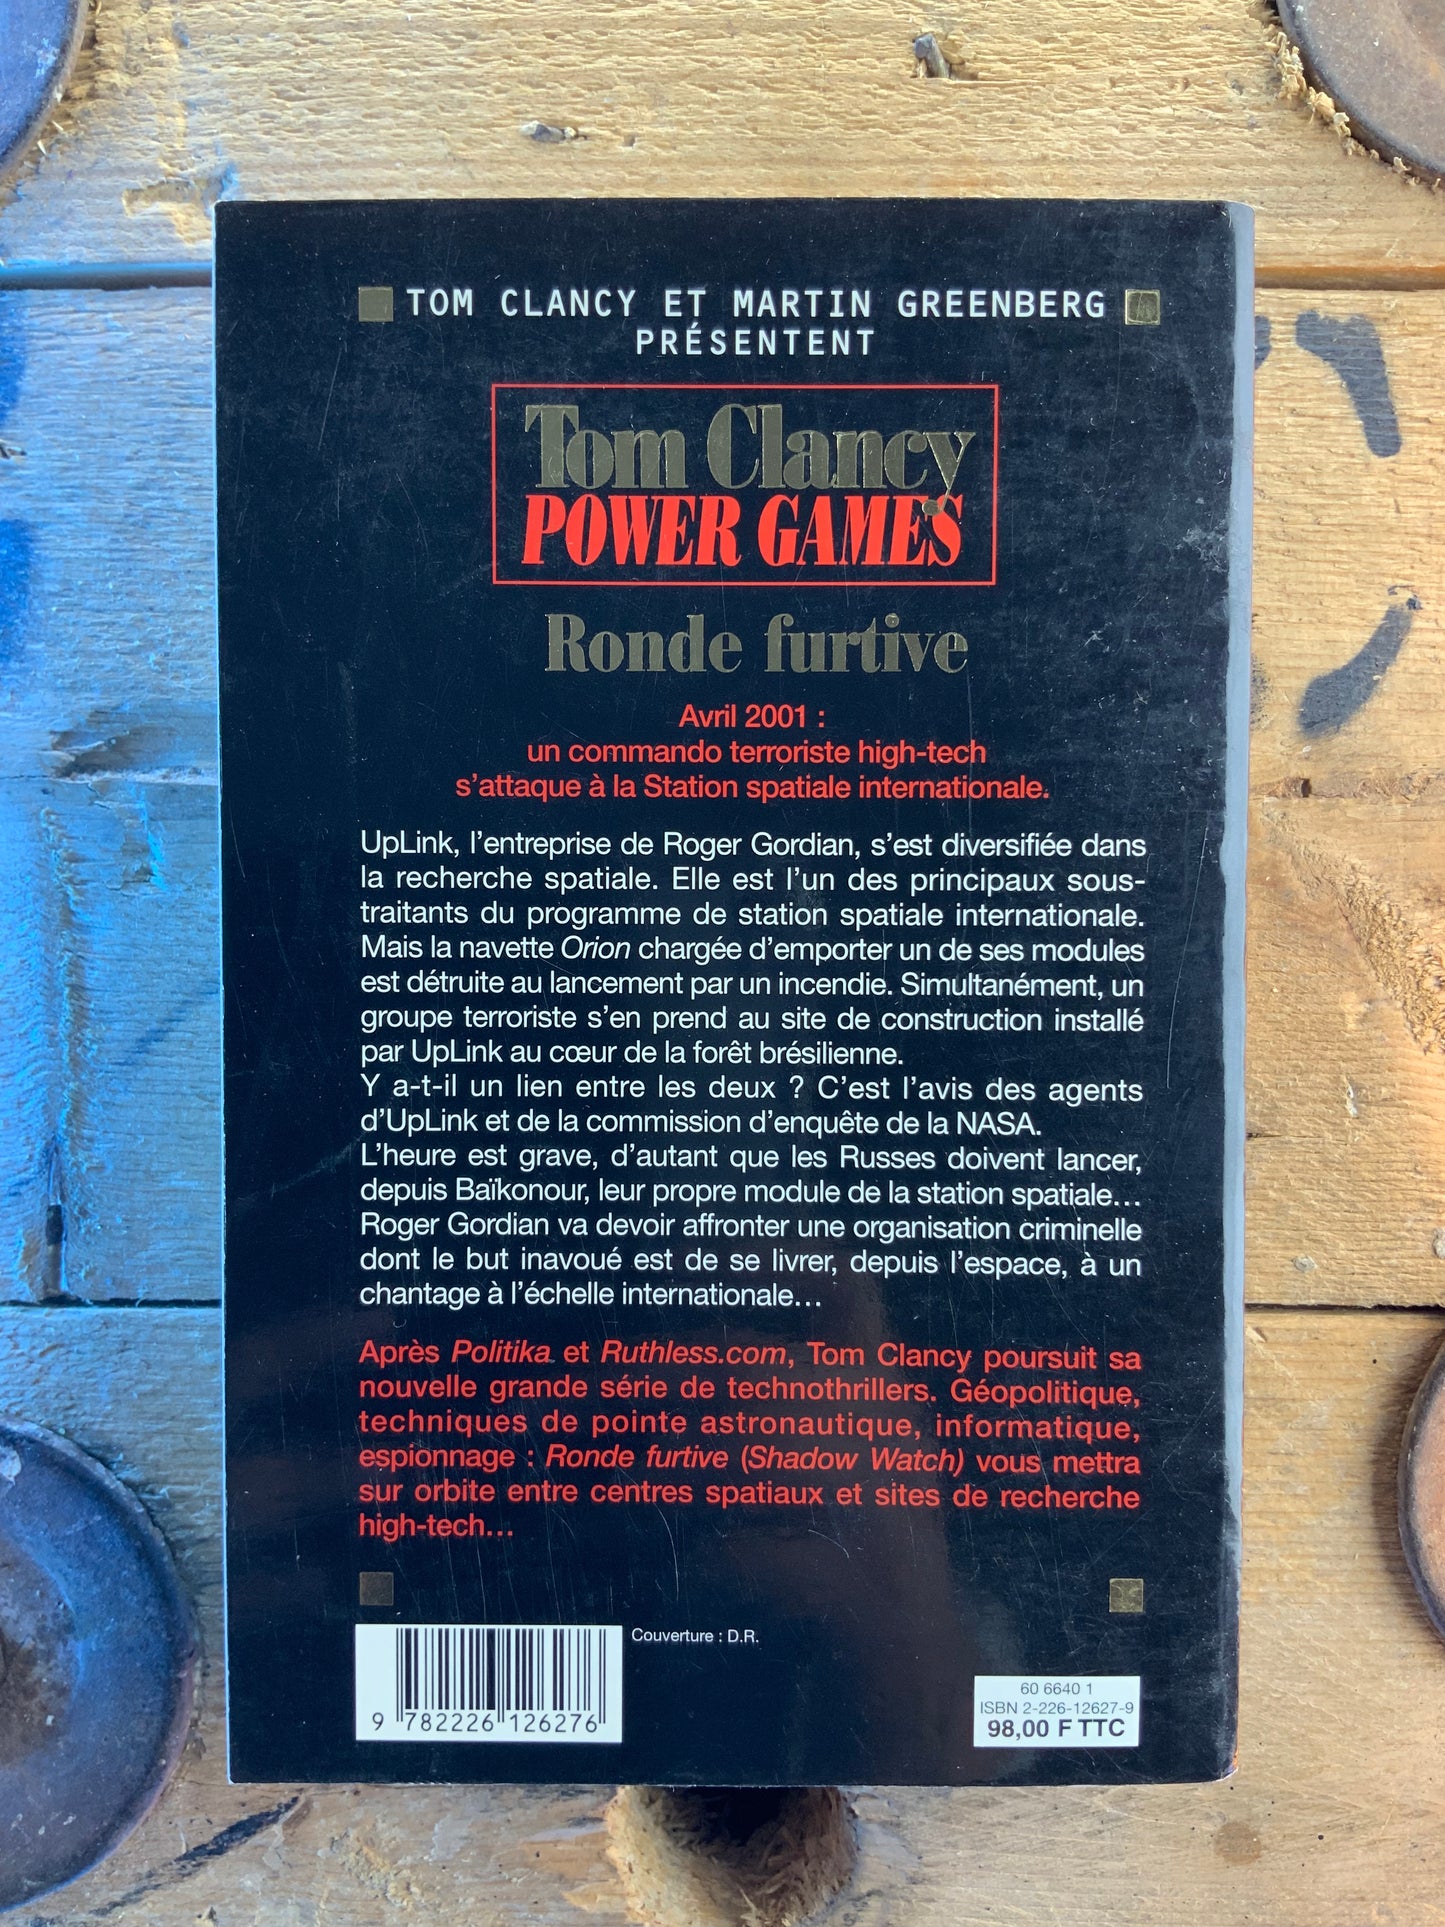 TOM CLANCY ET MARTIN GREENBERG
PRÉSENTENT
Tom Clancy
POWER GAMES
Ronde furtive
Avril 2001 :
un commando terroriste high-tech
s'attaque à la Station spatiale internationale.
UpLink, l'entreprise de Roger Gordian, s'est diversifiée dans
la recherche spatiale. Elle est l'un des principaux sous-
traitants du programme de station spatiale internationale.
Mais la navette Orion chargée d'emporter un de ses modules
est détruite au lancement par un incendie. Simultanément, un
groupe terroriste s'en prend au site de construction installé
par UpLink au cœur de la forêt brésilienne.
Y a-t-il un lien entre les deux ? C'est l'avis des agents
d'UpLink et de la commission d'enquête de la NASA.
L'heure est grave, d'autant que les Russes doivent lancer,
depuis Baïkonour, leur propre module de la station spatiale...
Roger Gordian va devoir affronter une organisation criminelle
dont le but inavoué est de se livrer, depuis l'espace, à un
chantage à l'échelle internationale...
Après Politika et Ruthless.com, Tom Clancy poursuit sa
nouvelle grande série de technothrillers. Géopolitique,
techniques de pointe astronautique, informatique,
espionnage : Ronde furtive (Shadow Watch) vous mettra
sur orbite entre centres spatiaux et sites de recherche
high-tech...
Couverture : D.R.
9 782226 126276
60 6640 1
ISBN 2-226-12627-9
98,00 F TTC